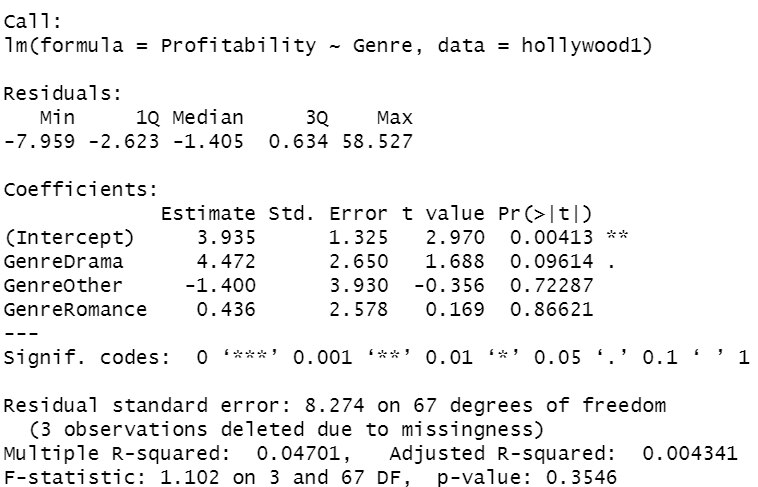 Call:
lm(formula = Profitability ~ Genre, data = hollywood1)
Residuals:
Min 1Q Median 3Q Max
-7.959 -2.623 -1.405 0.634 58.527
Coefficients:
Estimate Std. Error t value Pr(>|t|)
(Intercept) 3.935 1.325 2.970 0.00413 **
GenreDrama 4.472 2.650 1.688 0.09614 .
GenreOther -1.400 3.930 -0.356 0.72287
GenreRomance 0.436 2.578 0.169 0.86621
---
Signif. codes: 0 ‘***’ 0.001 ‘**’ 0.01 ‘*’ 0.05 ‘.’ 0.1 ‘ ’ 1
Residual standard error: 8.274 on 67 degrees of freedom
(3 observations deleted due to missingness)
Multiple R-squared: 0.04701, Adjusted R-squared: 0.004341
F-statistic: 1.102 on 3 and 67 DF, p-value: 0.3546